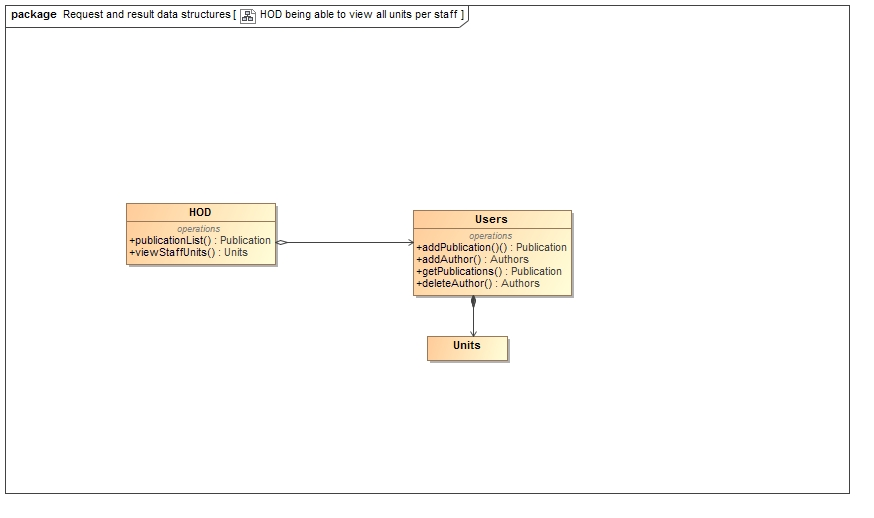 package Request and result data structures [ HOD being able to view all units per staff ]
HOD
operations
+publicationList() : Publication
+viewStaffUnits() : Units
Users
operations
+addPublication()() : Publication
+addAuthor() : Authors
+getPublications() : Publication
+deleteAuthor() : Authors
Units